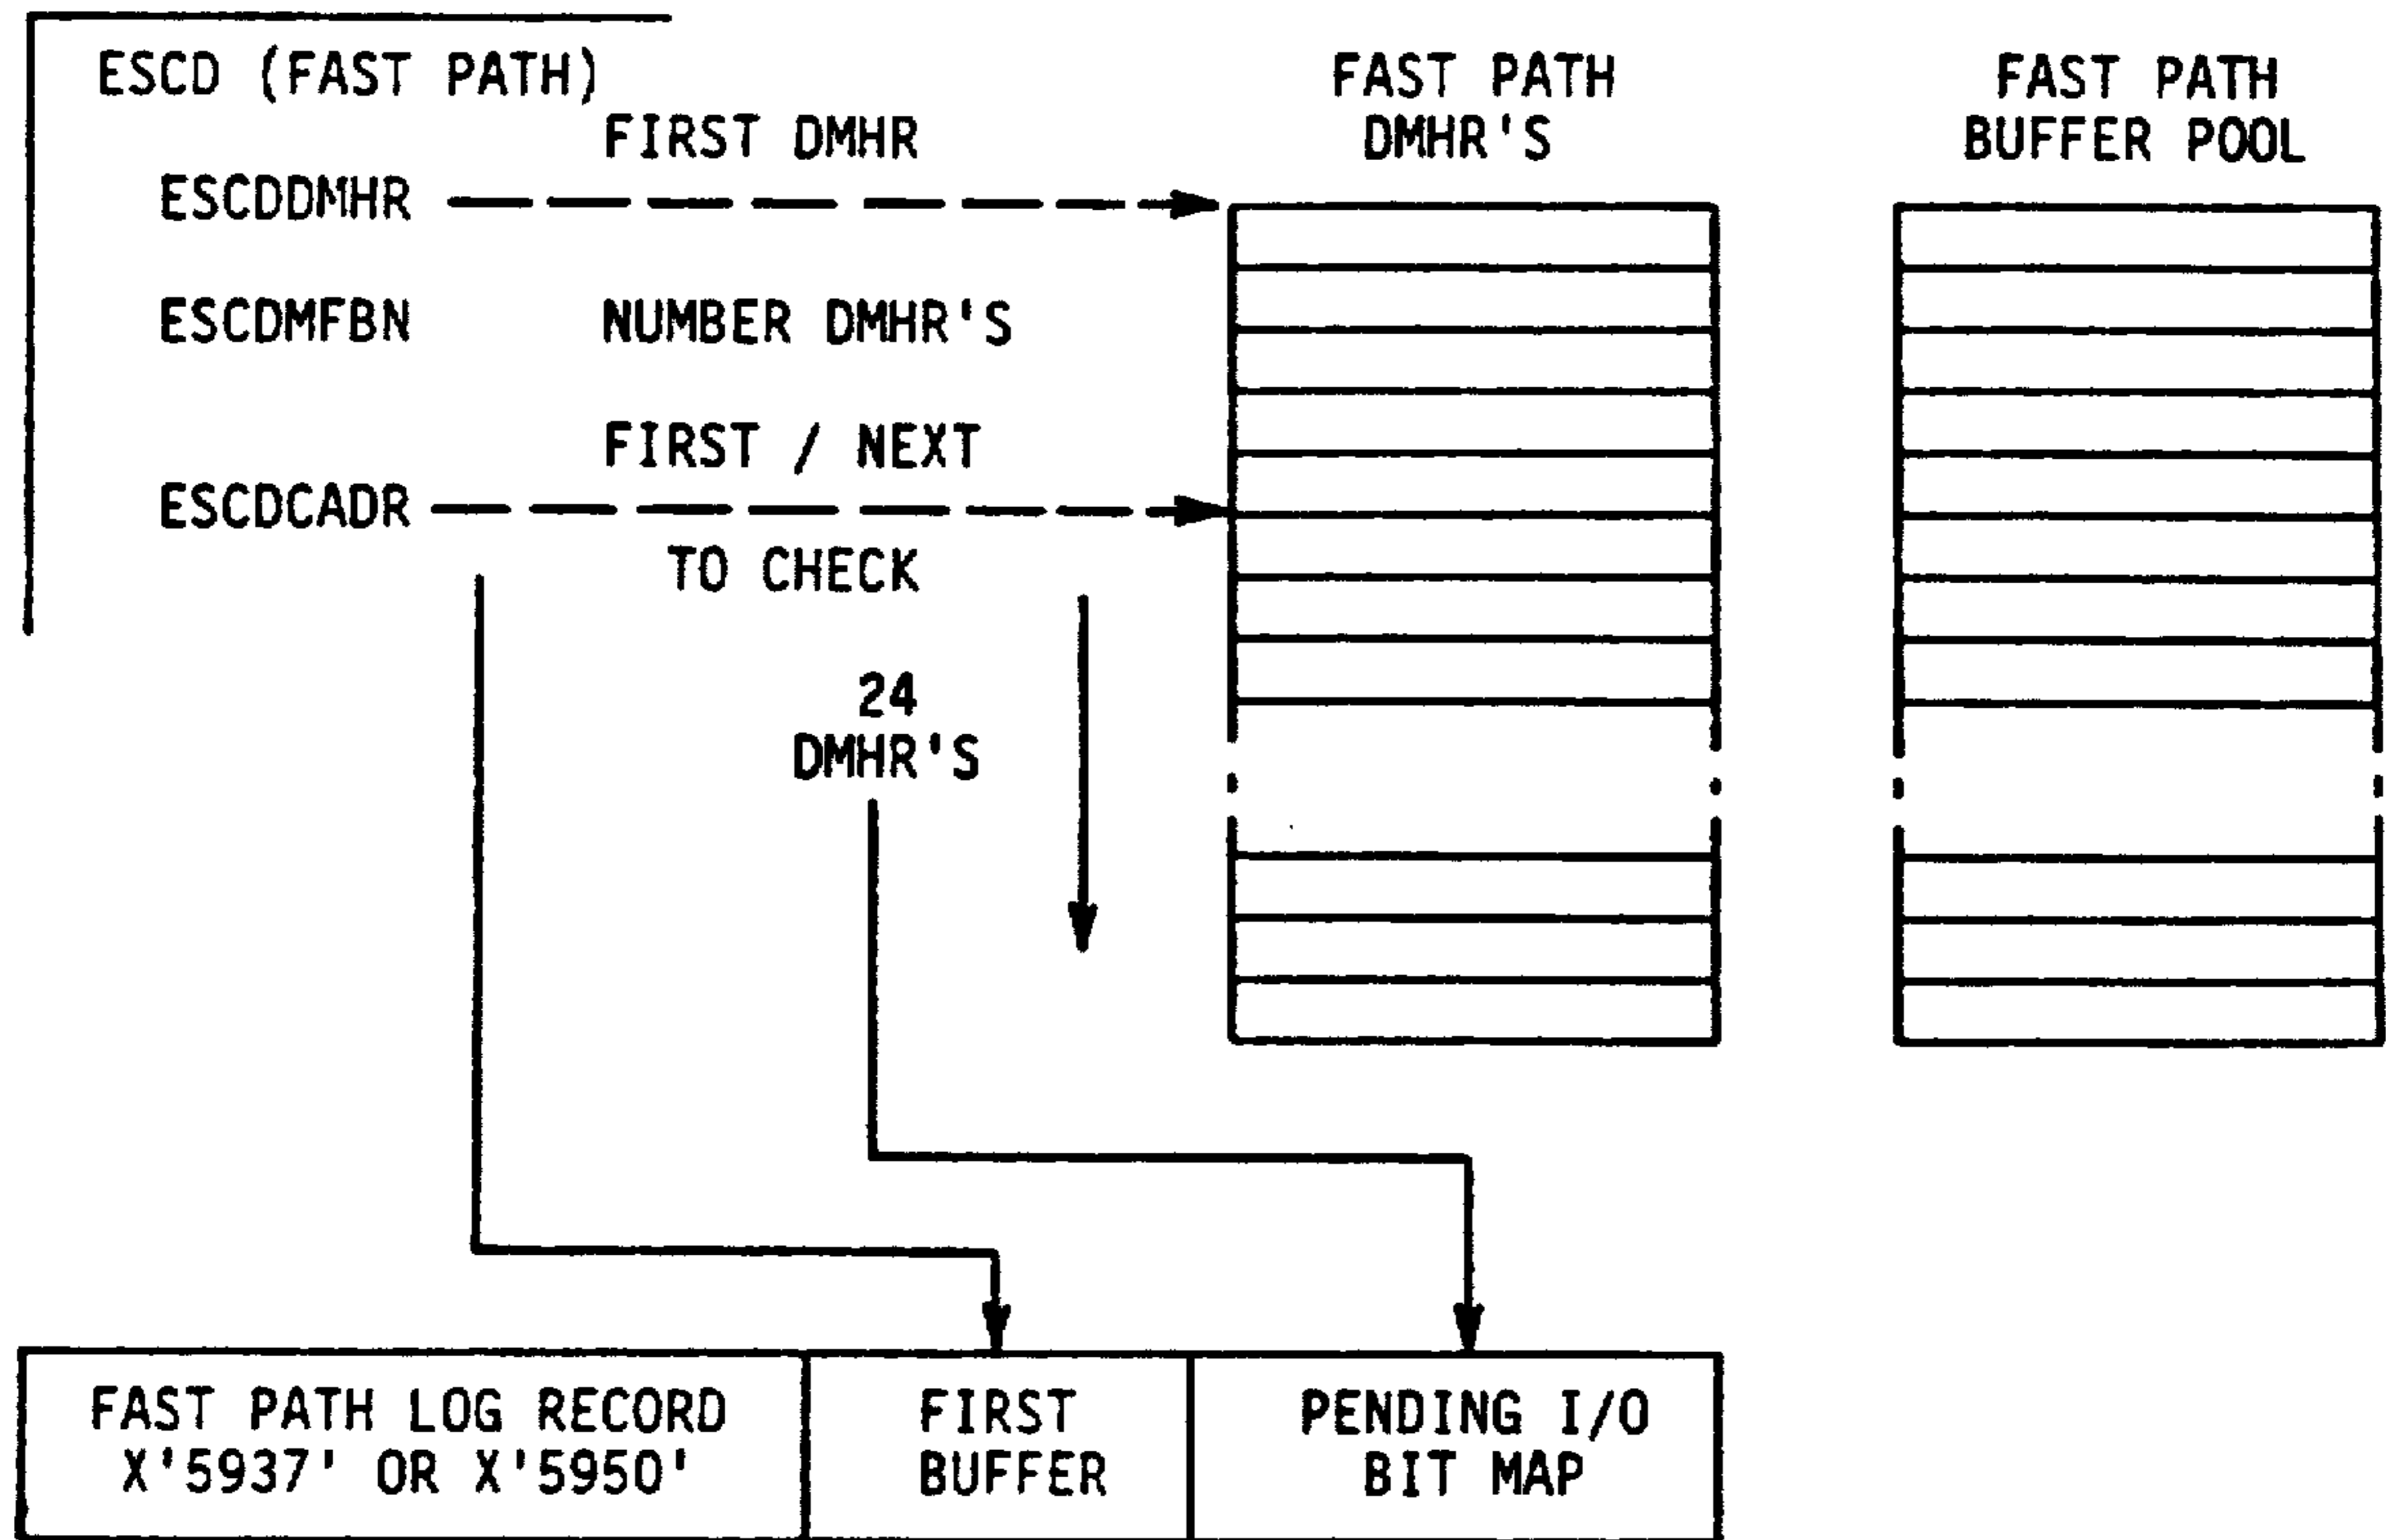 ESCD (FAST PATH)
FIRST DMHR
ESCDDMHR
ESCDMFBN
NUMBER DMHR'S
FIRST / NEXT
ESCDCADR
TO CHECK
24
DMHR'S
FAST PATH
DMHR'S
FAST PATH
BUFFER POOL
FAST PATH LOG RECORD
X'5937' OR X'5950'
FIRST
BUFFER
PENDING I/O
BIT MAP